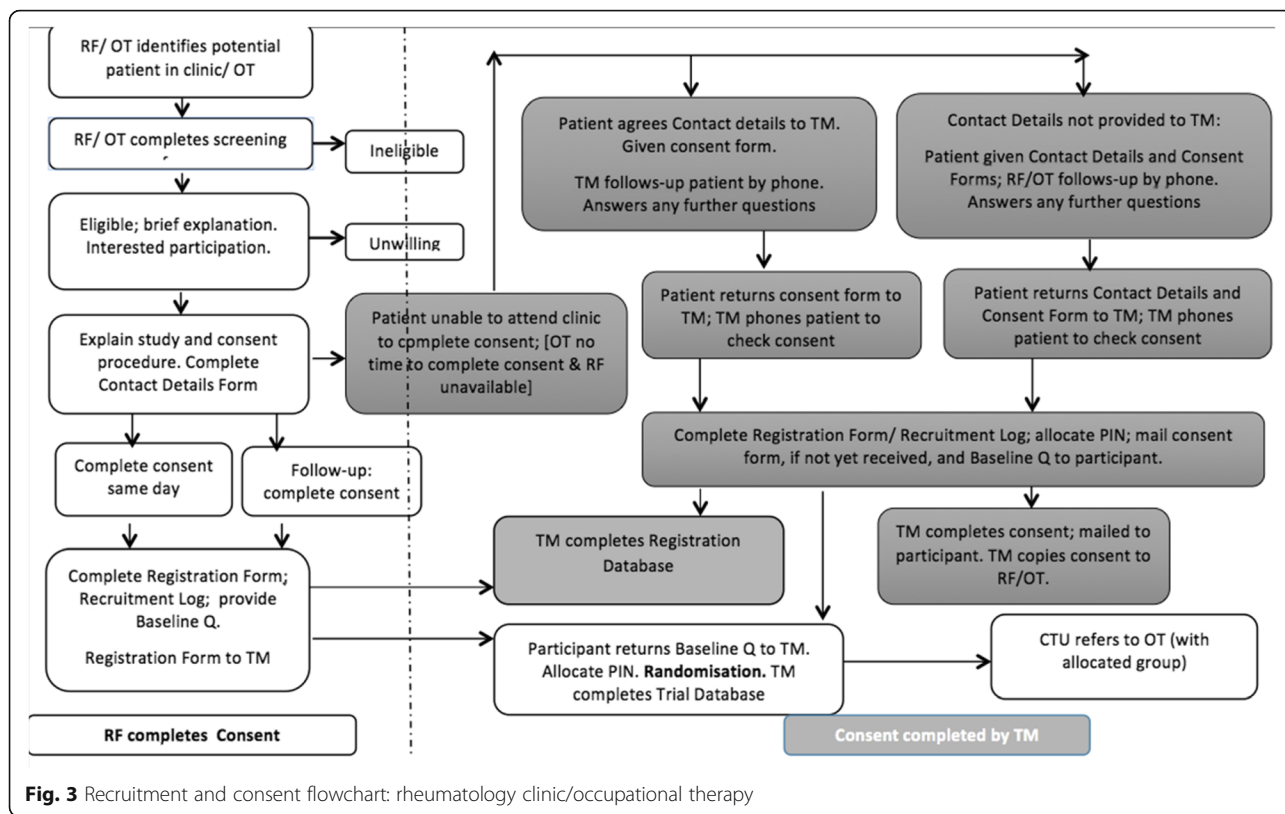 RF/ OT identifies potential
patient in clinic/ OT
RF/ OT completes screening
Ineligible
Eligible; brief explanation.
Interested participation.
Unwilling
Explain study and consent
procedure. Complete
Contact Details Form
Patient unable to attend clinic
to complete consent; [OT no
time to complete consent & RF
unavailable]
Complete consent
same day
Follow-up:
complete consent
Complete Registration Form;
Recruitment Log; provide
Baseline Q.
Registration Form to TM
RF completes Consent
Patient agrees Contact details to TM.
Given consent form.
TM follows-up patient by phone.
Answers any further questions
Contact Details not provided to TM:
Patient given Contact Details and Consent
Forms; RF/OT follows-up by phone.
Answers any further questions
Patient returns consent form to
TM; TM phones patient to
check consent
Patient returns Contact Details and
Consent Form to TM; TM phones
patient to check consent
Complete Registration Form/ Recruitment Log; allocate PIN; mail consent
form, if not yet received, and Baseline Q to participant.
TM completes Registration
Database
TM completes consent; mailed to
participant. TM copies consent to
RF/OT.
Participant returns Baseline Q to TM.
Allocate PIN. Randomisation. TM
completes Trial Database
CTU refers to OT (with
allocated group)
Consent completed by TM
Fig. 3 Recruitment and consent flowchart: rheumatology clinic/occupational therapy